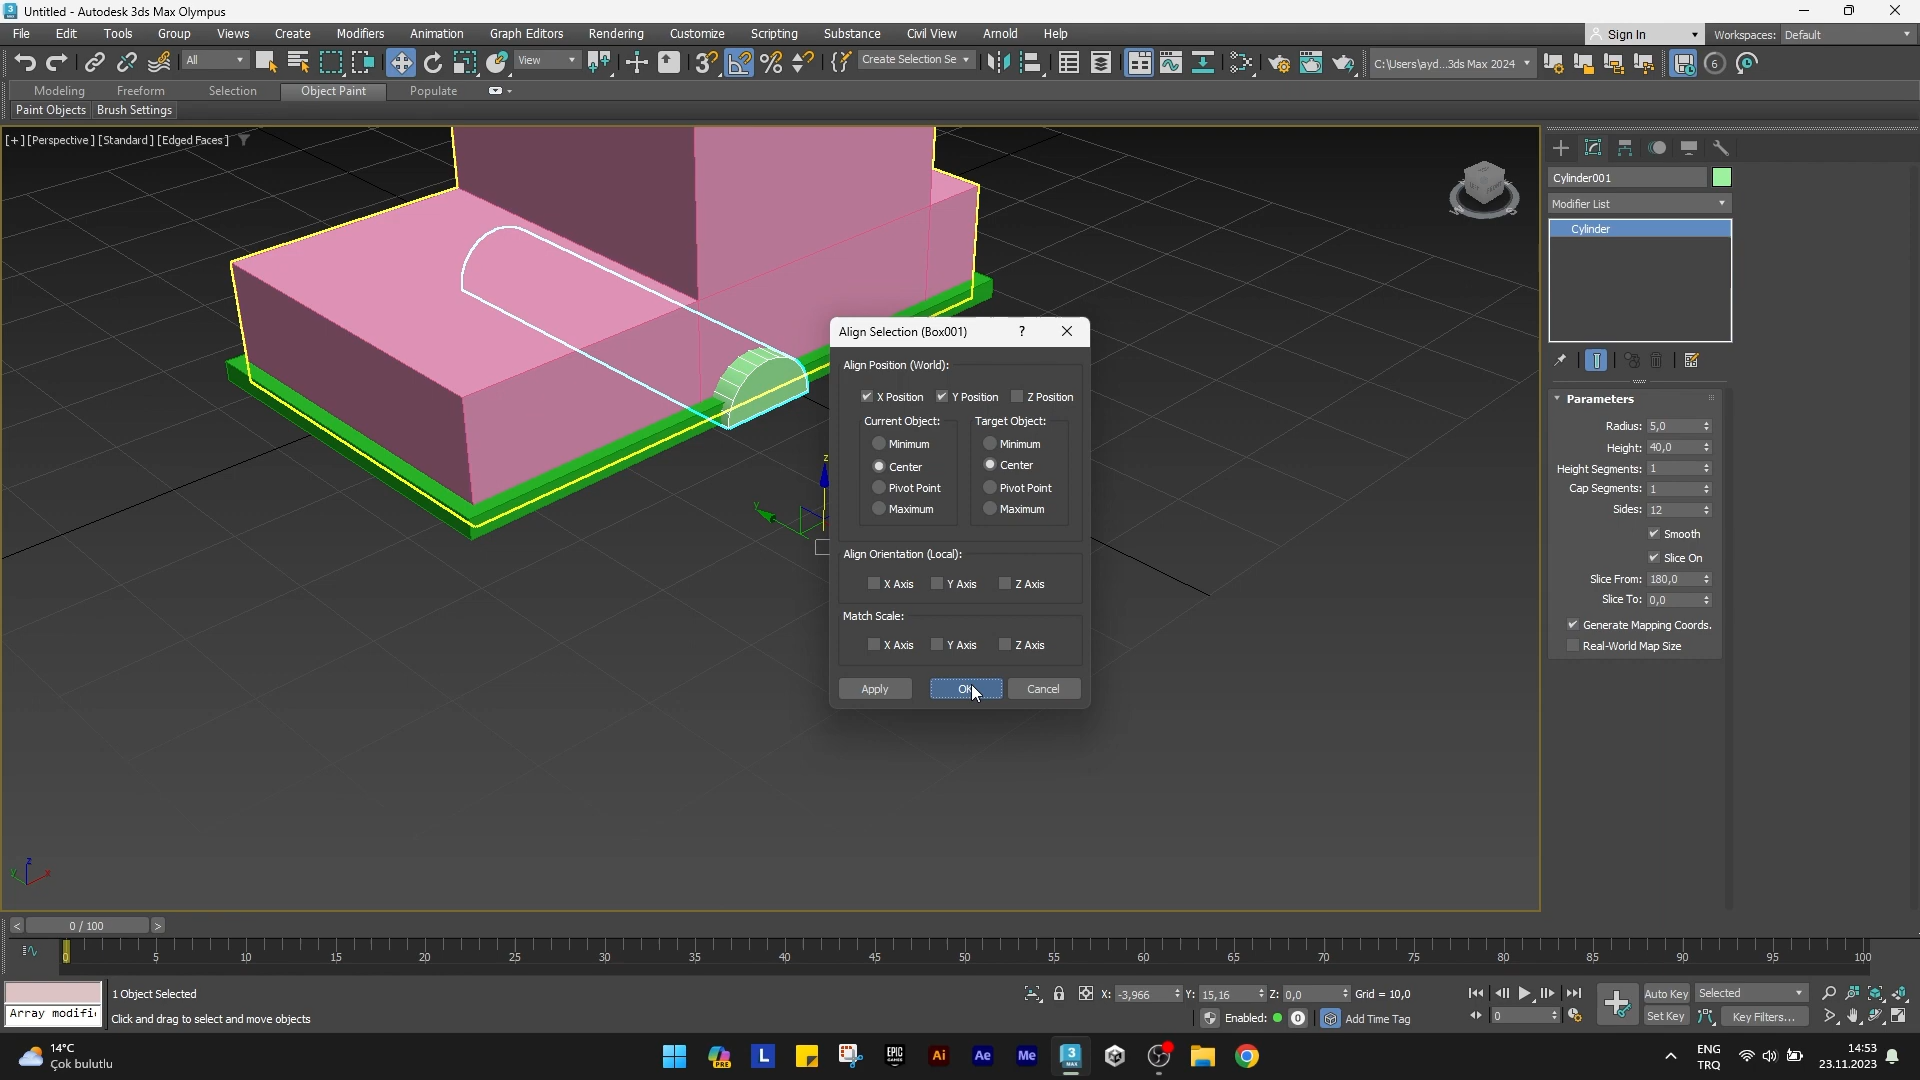 Untitled - Autodesk 3ds Max Olympus
File Edit Tools Group Views Create Modifiers Animation Graph Editors Rendering Customize Scripting Substance Civil View Arnold Help
Sign In Workspaces: Default
All View Create Selection Se C:\Users\ayd...3ds Max 2024 6
Modeling Freeform Selection Object Paint Populate
Paint Objects Brush Settings
[+] [Perspective] [Standard] [Edged Faces]
Cylinder001
Modifier List
Cylinder
Align Selection (Box001) ?
Align Position (World):
X Position Y Position Z Position
Current Object: Target Object:
Minimum Minimum
Center Center
Pivot Point Pivot Point
Maximum Maximum
Align Orientation (Local):
X Axis Y Axis Z Axis
Match Scale:
X Axis Y Axis Z Axis
Apply OK Cancel
Parameters
Radius: 5,0
Height: 40,0
Height Segments: 1
Cap Segments: 1
Sides: 12
Smooth
Slice On
Slice From: 180,0
Slice To: 0,0
Generate Mapping Coords.
Real-World Map Size
z
y
z
y x
< 0 / 100 >
0 5 10 15 20 25 30 35 40 45 50 55 60 65 70 75 80 85 90 95 100
1 Object Selected
X: -3,966 Y: 15,16 Z: 0,0 Grid = 10,0
Auto Key Selected
Array modifi
Click and drag to select and move objects
Enabled: 0 Add Time Tag
0
Set Key Key Filters...
14°C
Çok bulutlu
PRE L EPIC GAMES Ai Ae Me 3 MAX
ENG
TRQ
14:53
23.11.2023